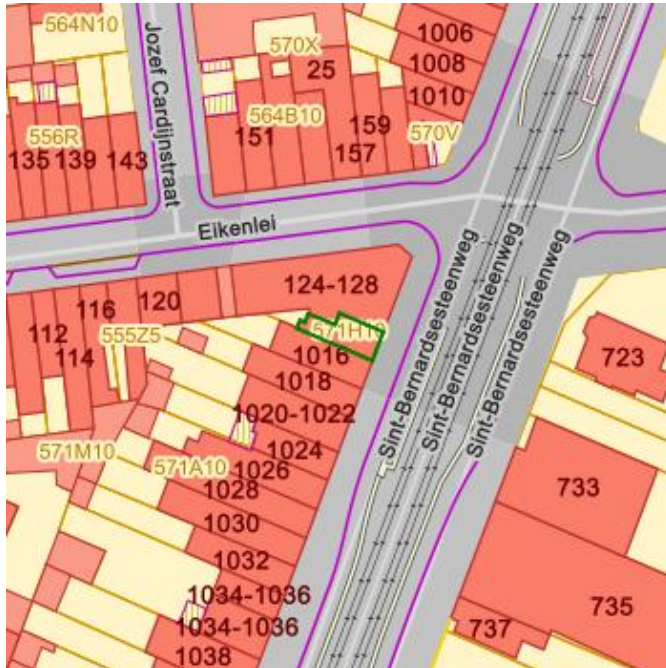 564N10
570X
1006
1008
1010
25
564B10
151
159
157
570V
556R
135
139
143
Jozef Cardijnstraat
Eikenlei
Sint-Bernardsesteenweg
Sint-Bernardsesteenweg
Sint-Bernardsesteenweg
124-128
116
120
112
114
555Z5
571H10
1016
1018
1020-1022
1024
1026
1028
1030
1032
1034-1036
1034-1036
1038
571M10
571A10
723
733
735
737